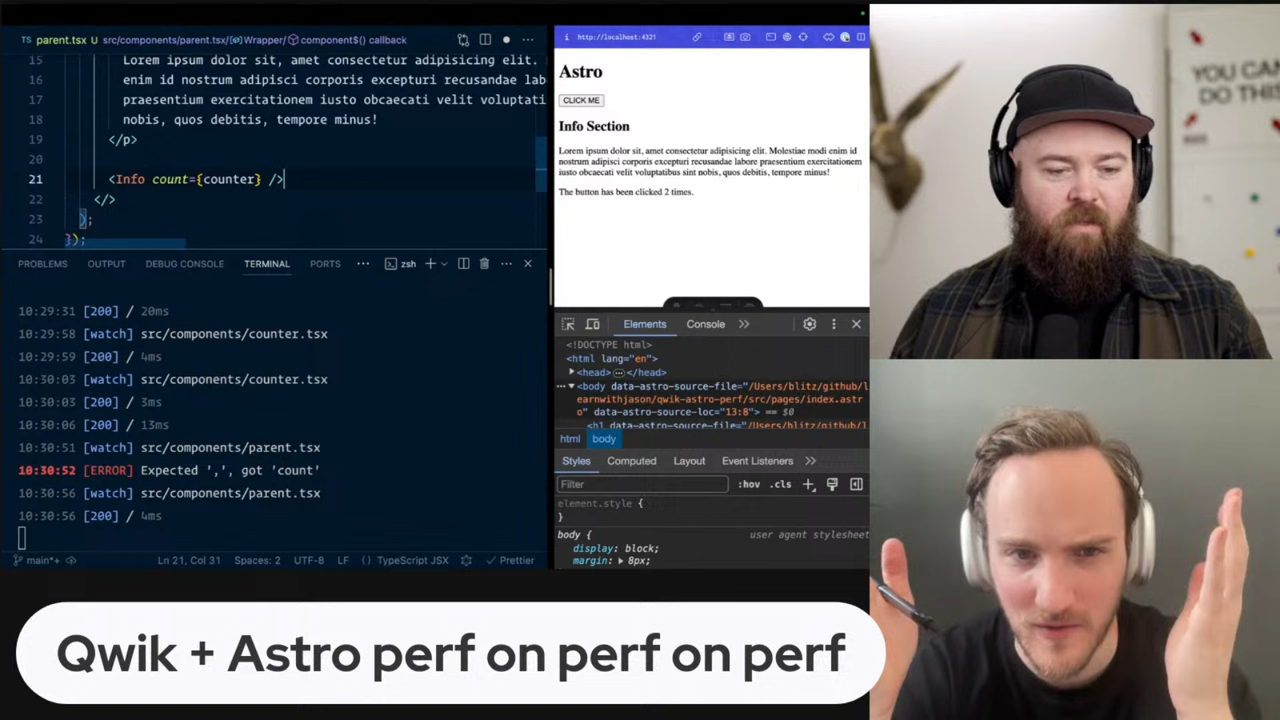 TS parent.tsx U src/components/parent.tsx/Wrapper/component$() callback
15 Lorem ipsum dolor sit, amet consectetur adipisicing elit.
16 enim id nostrum adipisci corporis excepturi recusandae labo
17 praesentium exercitationem iusto obcaecati velit voluptati
18 nobis, quos debitis, tempore minus!
19 </p>
20
21 <Info count={counter} />
22 </>
23 );
24 });
PROBLEMS OUTPUT DEBUG CONSOLE TERMINAL PORTS ··· zsh
10:29:31 [200] / 20ms
10:29:58 [watch] src/components/counter.tsx
10:29:59 [200] / 4ms
10:30:03 [watch] src/components/counter.tsx
10:30:03 [200] / 3ms
10:30:06 [200] / 13ms
10:30:51 [watch] src/components/parent.tsx
10:30:52 [ERROR] Expected ',', got 'count'
10:30:56 [watch] src/components/parent.tsx
10:30:56 [200] / 4ms
main*+ Ln 21, Col 31 Spaces: 2 UTF-8 LF {} TypeScript JSX Prettier
http://localhost:4321
Astro
CLICK ME
Info Section
Lorem ipsum dolor sit, amet consectetur adipisicing elit. Molestiae modi enim id
nostrum adipisci corporis excepturi recusandae labore praesentium exercitationem
iusto obcaecati velit voluptatibus sint nobis, quos debitis, tempore minus!
The button has been clicked 2 times.
Elements Console
<!DOCTYPE html>
<html lang="en">
<head> </head>
<body data-astro-source-file="/Users/blitz/github/l
earnwithjason/qwik-astro-perf/src/pages/index.astr
o" data-astro-source-loc="13:8"> == $0
<h1 data-astro-source-file="/Users/blitz/github/l
html body
Styles Computed Layout Event Listeners
Filter :hov .cls
element.style {
}
body { user agent stylesheet
display: block;
margin: 8px;
YOU CAN
DO THIS
Qwik + Astro perf on perf on perf